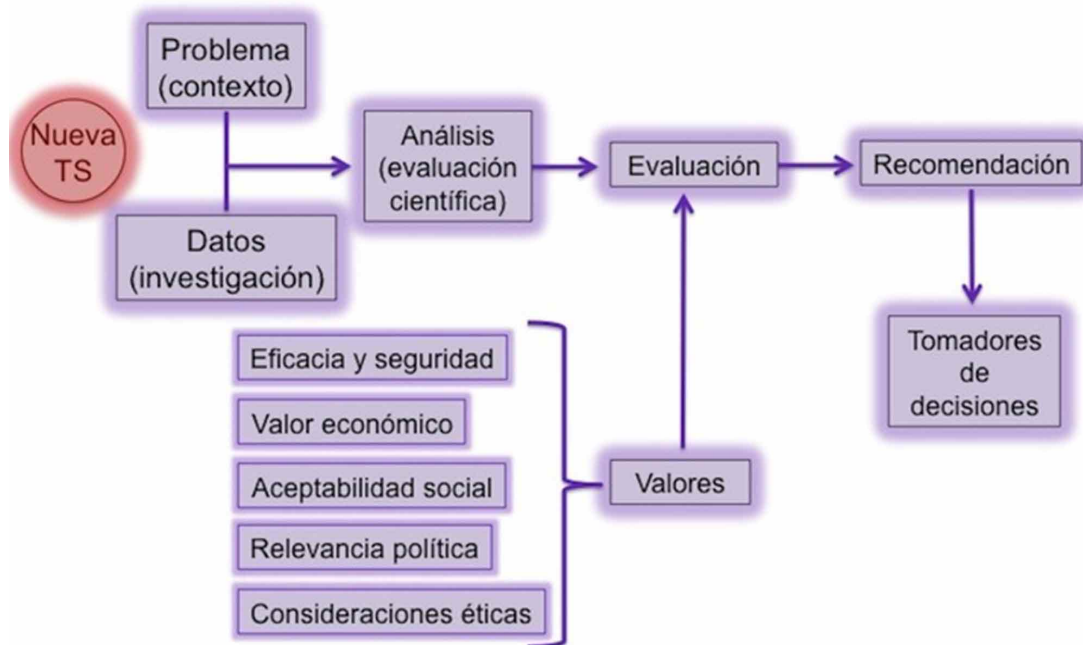 Problema
(contexto)
Nueva
TS
Datos
(investigación)
Análisis
(evaluación
científica)
Evaluación
Recomendación
Tomadores
de
decisiones
Eficacia y seguridad
Valor económico
Aceptabilidad social
Relevancia política
Consideraciones éticas
Valores